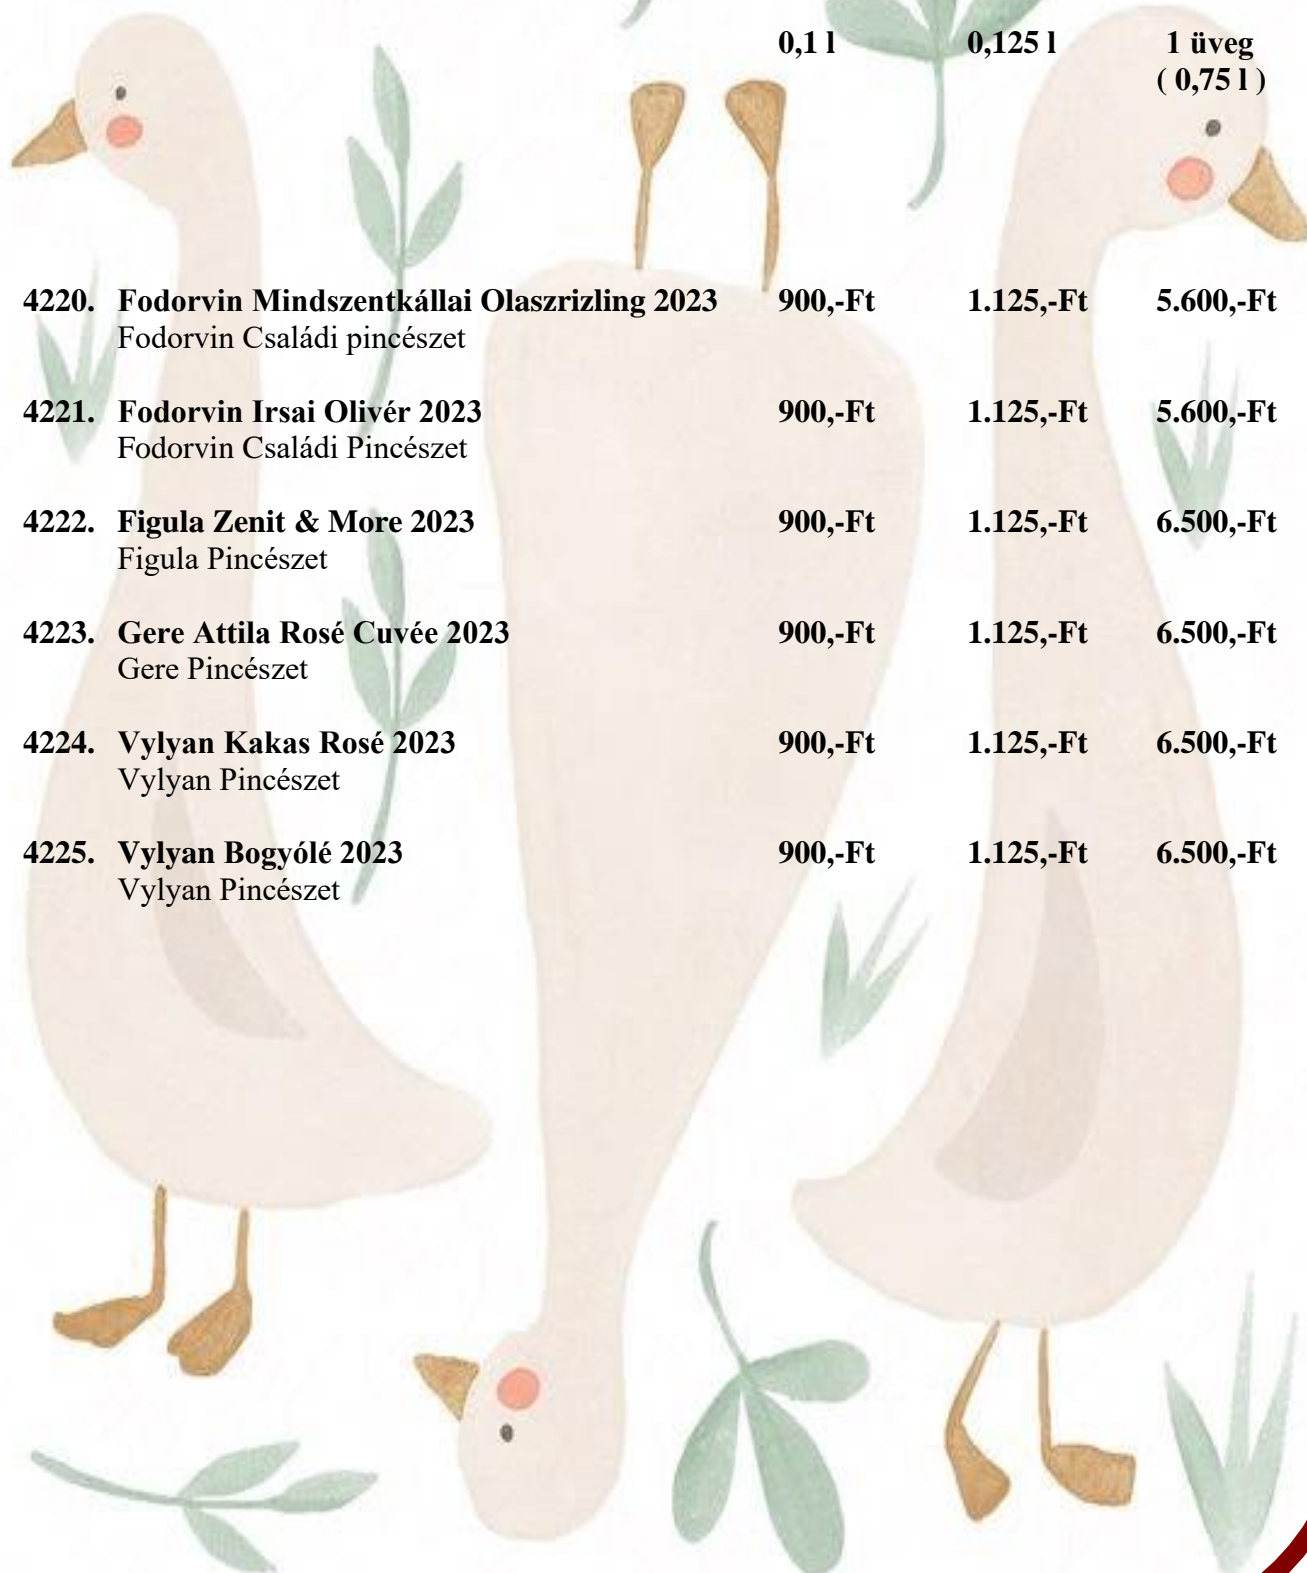 0,1 l 0,125 l 1 üveg
( 0,75 l )
4220. Fodorvin Mindszentkállai Olaszrizling 2023 900,-Ft 1.125,-Ft 5.600,-Ft
Fodorvin Családi pincészet
4221. Fodorvin Irsai Olivér 2023 900,-Ft 1.125,-Ft 5.600,-Ft
Fodorvin Családi Pincészet
4222. Figula Zenit & More 2023 900,-Ft 1.125,-Ft 6.500,-Ft
Figula Pincészet
4223. Gere Attila Rosé Cuvée 2023 900,-Ft 1.125,-Ft 6.500,-Ft
Gere Pincészet
4224. Vylyan Kakas Rosé 2023 900,-Ft 1.125,-Ft 6.500,-Ft
Vylyan Pincészet
4225. Vylyan Bogyólé 2023 900,-Ft 1.125,-Ft 6.500,-Ft
Vylyan Pincészet